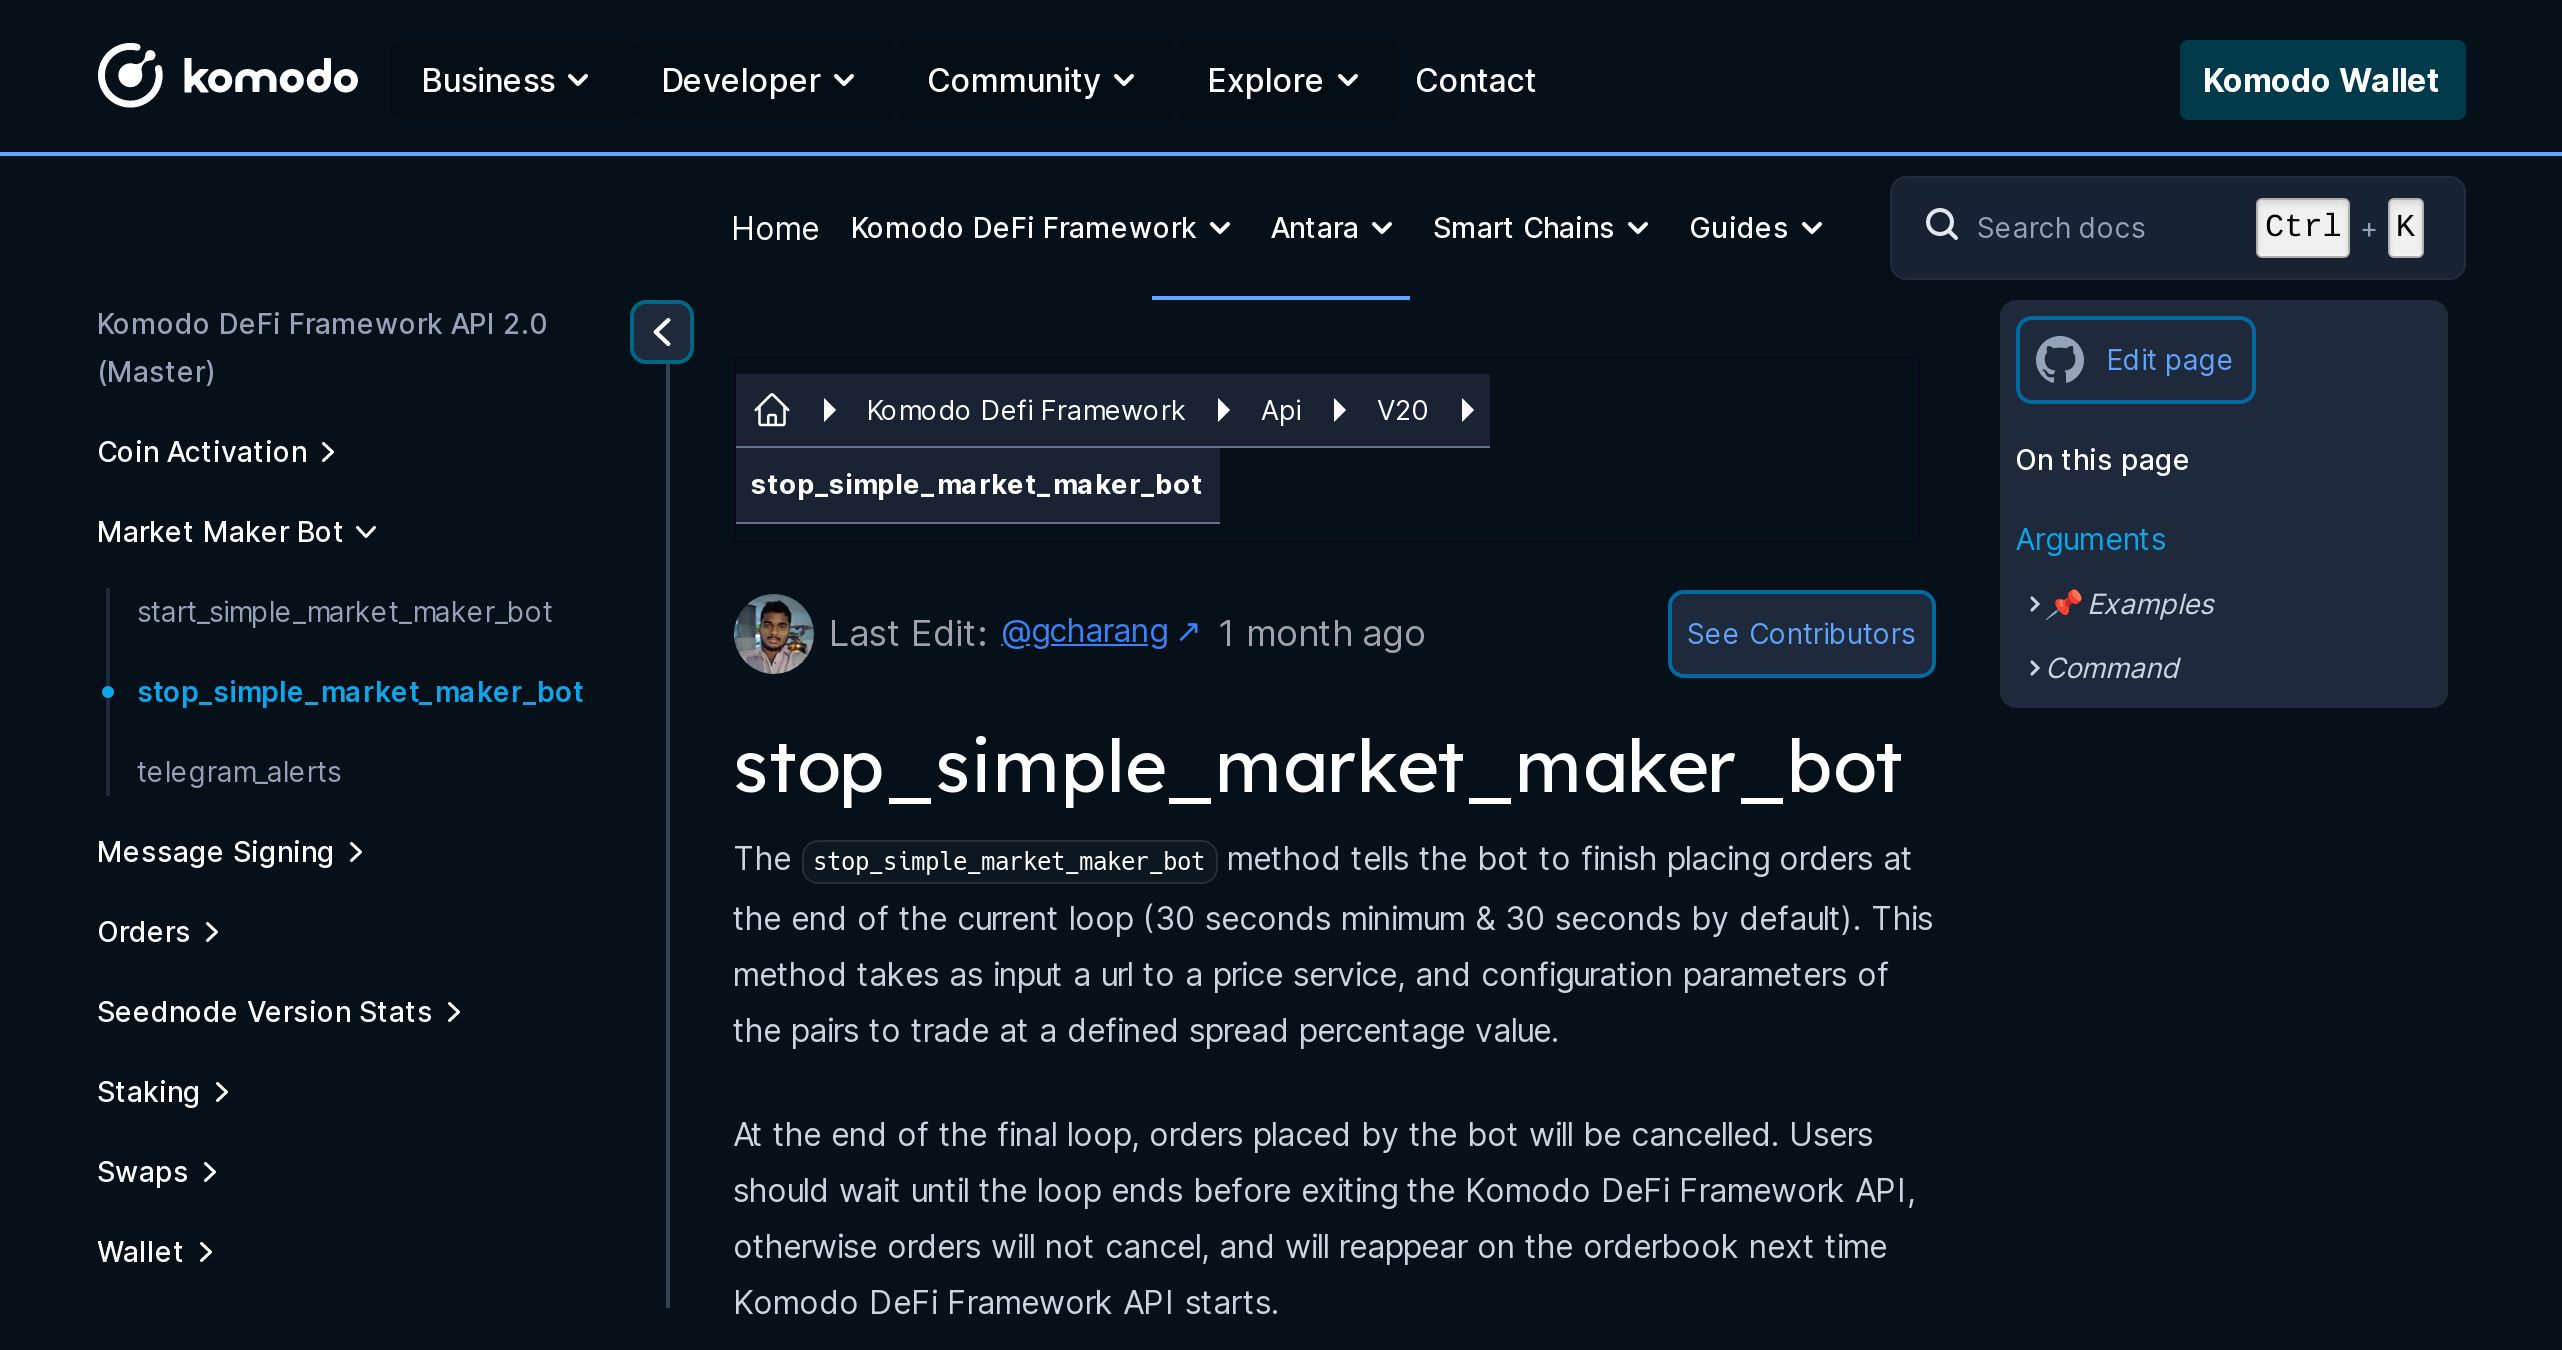 komodo
Business
Developer
Community
Explore
Contact
Komodo Wallet
Home
Komodo DeFi Framework
Antara
Smart Chains
Guides
Search docs
Ctrl + K
Komodo DeFi Framework API 2.0
(Master)
Coin Activation
Market Maker Bot
start_simple_market_maker_bot
stop_simple_market_maker_bot
telegram_alerts
Message Signing
Orders
Seednode Version Stats
Staking
Swaps
Wallet
Komodo Defi Framework
Api
V20
stop_simple_market_maker_bot
Last Edit: @gcharang ↗ 1 month ago
See Contributors
stop_simple_market_maker_bot
The stop_simple_market_maker_bot method tells the bot to finish placing orders at
the end of the current loop (30 seconds minimum & 30 seconds by default). This
method takes as input a url to a price service, and configuration parameters of
the pairs to trade at a defined spread percentage value.
At the end of the final loop, orders placed by the bot will be cancelled. Users
should wait until the loop ends before exiting the Komodo DeFi Framework API,
otherwise orders will not cancel, and will reappear on the orderbook next time
Komodo DeFi Framework API starts.
Edit page
On this page
Arguments
📌 Examples
Command